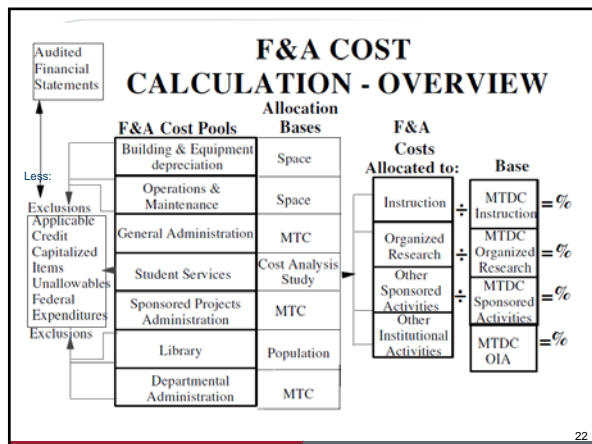 Audited
Financial
Statements
F&A COST
CALCULATION - OVERVIEW
F&A Cost Pools
Allocation
Bases
F&A
Costs
Allocated to:
Base
Less:
Exclusions
Applicable
Credit
Capitalized
Items
Unallowables
Federal
Expenditures
Exclusions
Building & Equipment
depreciation
Space
Operations &
Maintenance
Space
General Administration
MTC
Student Services
Cost Analysis
Study
Sponsored Projects
Administration
MTC
Library
Population
Departmental
Administration
MTC
Instruction
÷
MTDC
Instruction
=%
Organized
Research
÷
MTDC
Organized
Research
=%
Other
Sponsored
Activities
÷
MTDC
Sponsored
Activities
=%
Other
Institutional
Activities
MTDC
OIA
=%
22